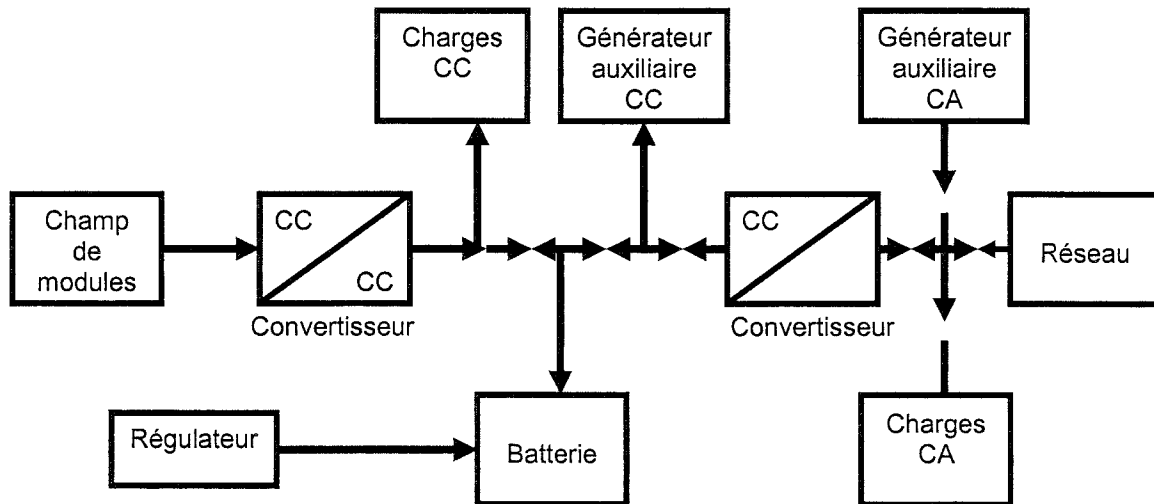 Charges
CC
Générateur
auxiliaire
CC
Générateur
auxiliaire
CA
Champ
de
modules
CC
CC
Convertisseur
CC
Convertisseur
Réseau
Régulateur
Batterie
Charges
CA